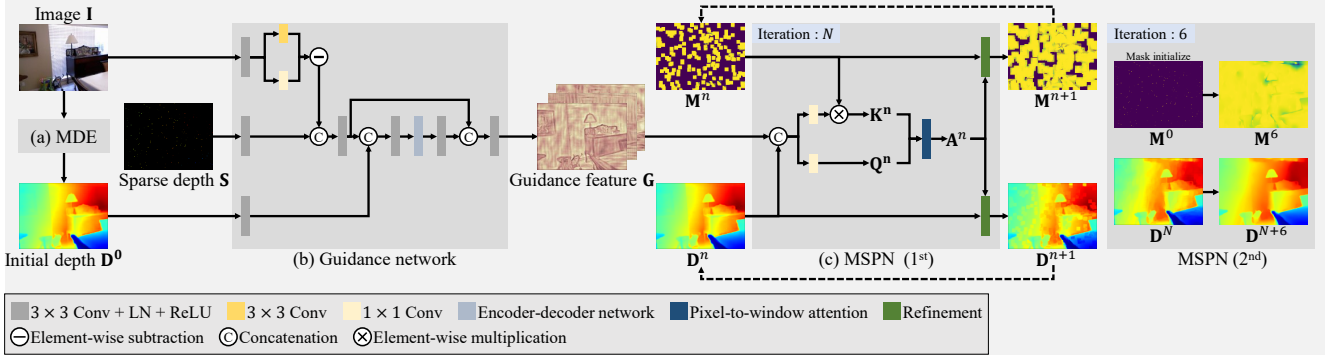 Image I
(a) MDE
Sparse depth S
Initial depth D⁰
C
C
C
(b) Guidance network
Guidance feature G
Mⁿ
Iteration : N
Mⁿ⁺¹
C
Kⁿ
Qⁿ
Aⁿ
Dⁿ
(c) MSPN (1ˢᵗ)
Dⁿ⁺¹
Iteration : 6
Mask initialize
M⁰ M⁶
Dᴺ Dᴺ⁺⁶
MSPN (2ⁿᵈ)
3 × 3 Conv + LN + ReLU 3 × 3 Conv 1 × 1 Conv Encoder-decoder network Pixel-to-window attention Refinement
Element-wise subtraction C Concatenation Element-wise multiplication